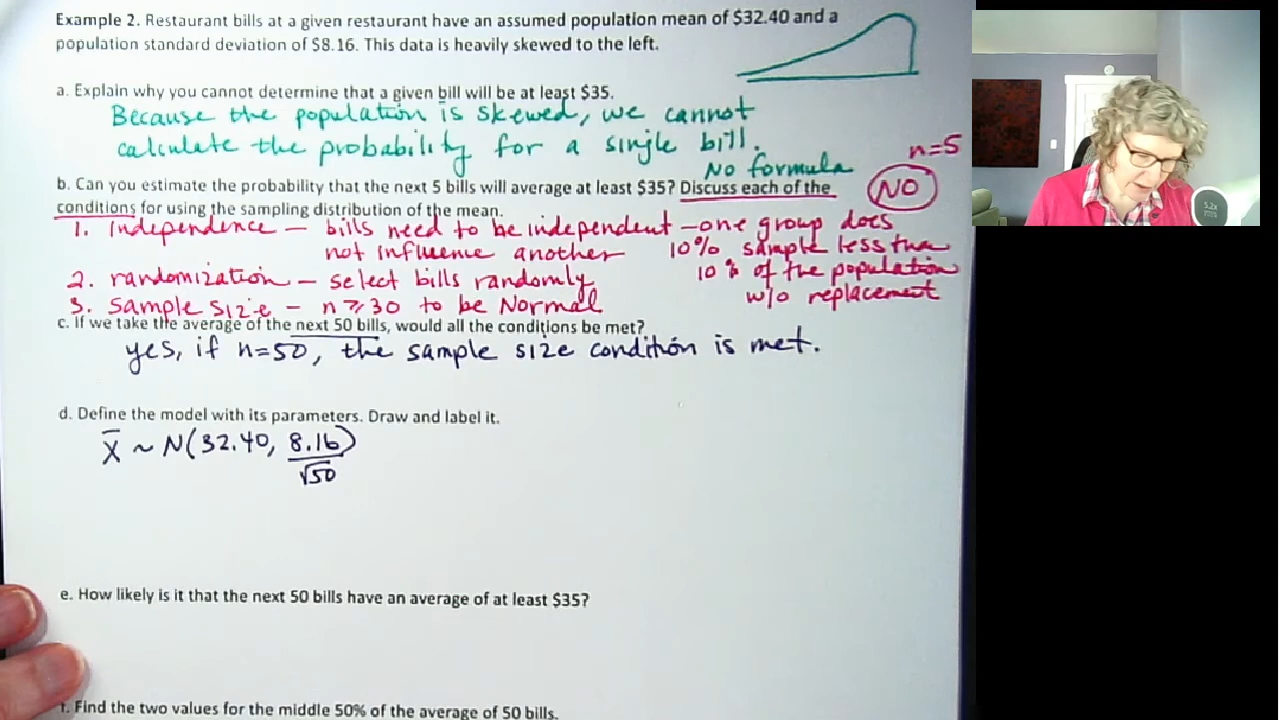 Example 2. Restaurant bills at a given restaurant have an assumed population mean of $32.40 and a
population standard deviation of $8.16. This data is heavily skewed to the left.
a. Explain why you cannot determine that a given bill will be at least $35.
Because the population is skewed, we cannot
calculate the probability for a single bill.
No formula
n=5
b. Can you estimate the probability that the next 5 bills will average at least $35? Discuss each of the
NO
conditions for using the sampling distribution of the mean.
1. Independence – bills need to be independent – one group does
not influence another 10% sample less than
10% of the population
2. randomization – select bills randomly
w/o replacement
3. Sample size – n ≥ 30 to be Normal
c. If we take the average of the next 50 bills, would all the conditions be met?
yes, if n=50, the sample size condition is met.
d. Define the model with its parameters. Draw and label it.
X̄ ~ N(32.40, 8.16/√50)
e. How likely is it that the next 50 bills have an average of at least $35?
f. Find the two values for the middle 50% of the average of 50 bills.